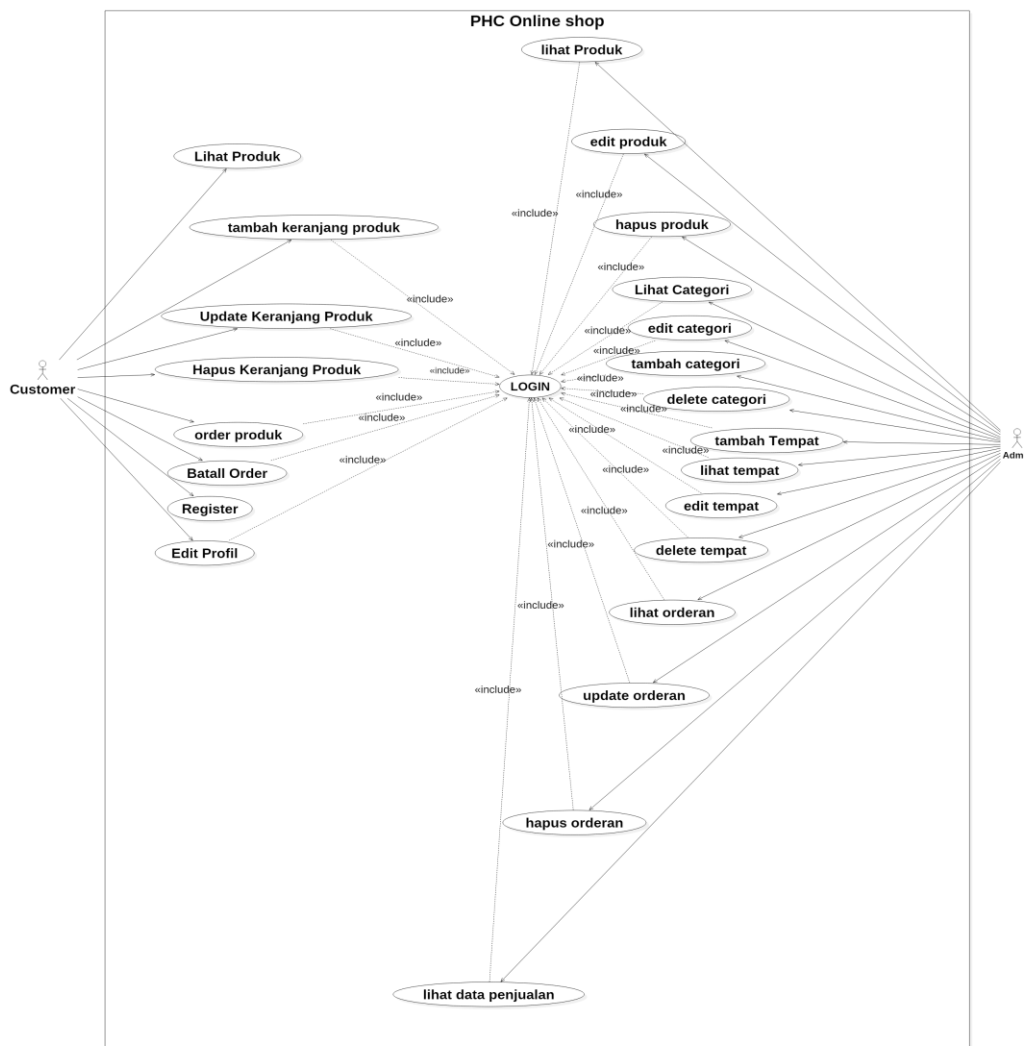 PHC Online shop
lihat Produk
edit produk
Lihat Produk
«include»
«include»
tambah keranjang produk
hapus produk
«include»
Lihat Categori
«include»
Update Keranjang Produk
edit categori
«include»
«include»
«include»
tambah categori
Hapus Keranjang Produk
«include»
«include»
LOGIN
Customer
delete categori
«include»
«include»
«include»
«include»
order produk
tambah Tempat
«include»
«include»
Adm
Batall Order
lihat tempat
«include»
Register
edit tempat
«include»
Edit Profil
delete tempat
«include»
«include»
lihat orderan
«include»
update orderan
hapus orderan
lihat data penjualan